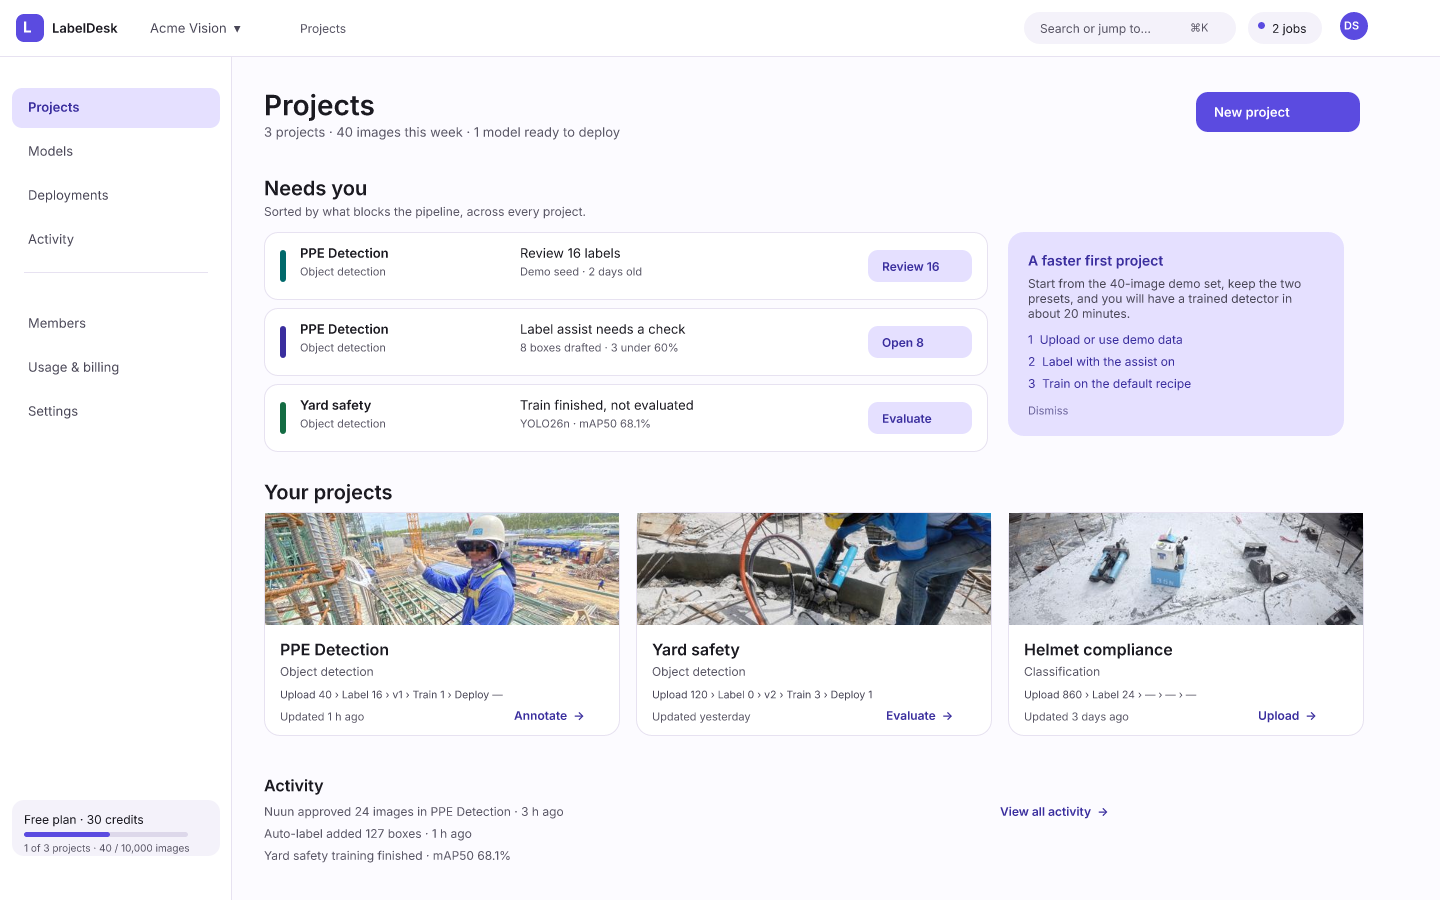 L LabelDesk Acme Vision ▾ Projects Search or jump to... ⌘K 2 jobs DS
Projects
Models
Deployments
Activity
Members
Usage & billing
Settings
Free plan · 30 credits
1 of 3 projects · 40 / 10,000 images
Projects
3 projects · 40 images this week · 1 model ready to deploy
New project
Needs you
Sorted by what blocks the pipeline, across every project.
PPE Detection
Object detection
Review 16 labels
Demo seed · 2 days old
Review 16
PPE Detection
Object detection
Label assist needs a check
8 boxes drafted · 3 under 60%
Open 8
Yard safety
Object detection
Train finished, not evaluated
YOLO26n · mAP50 68.1%
Evaluate
A faster first project
Start from the 40-image demo set, keep the two
presets, and you will have a trained detector in
about 20 minutes.
1 Upload or use demo data
2 Label with the assist on
3 Train on the default recipe
Dismiss
Your projects
PPE Detection
Object detection
Upload 40 › Label 16 › v1 › Train 1 › Deploy —
Updated 1 h ago
Annotate →
Yard safety
Object detection
Upload 120 › Label 0 › v2 › Train 3 › Deploy 1
Updated yesterday
Evaluate →
Helmet compliance
Classification
Upload 860 › Label 24 › — › — › —
Updated 3 days ago
Upload →
Activity
Nuun approved 24 images in PPE Detection · 3 h ago
View all activity →
Auto-label added 127 boxes · 1 h ago
Yard safety training finished · mAP50 68.1%